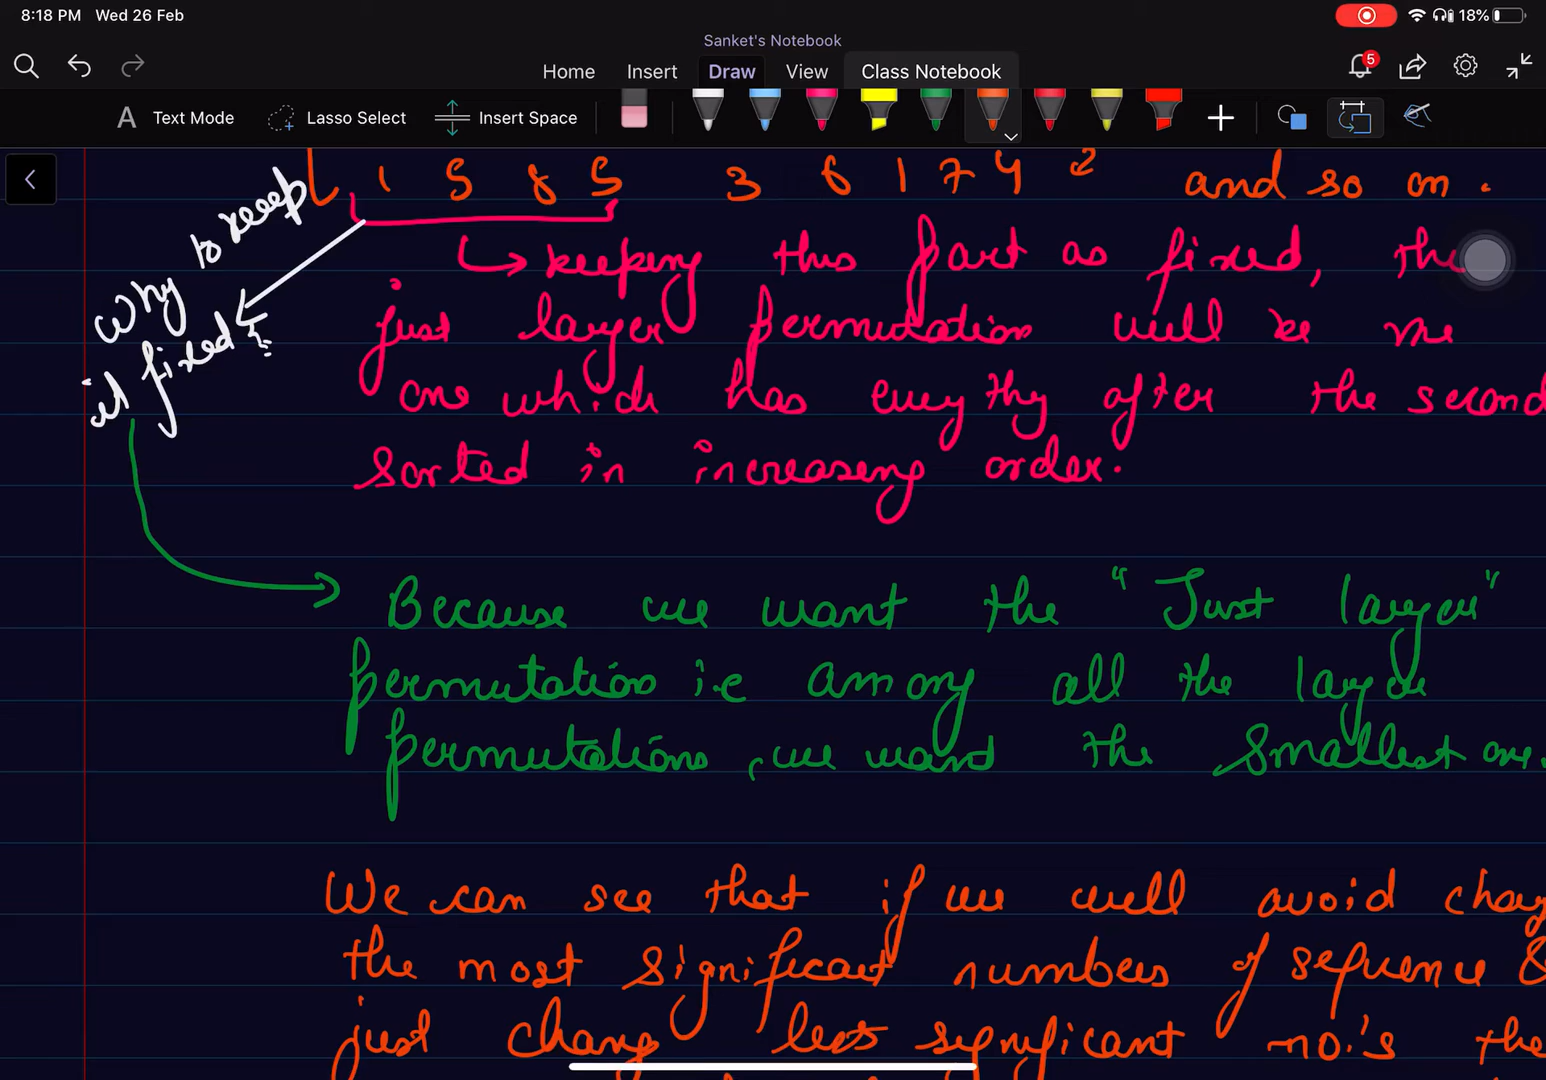 8:18 PM Wed 26 Feb
18%
Sanket's Notebook
Home Insert Draw View Class Notebook
5
Text Mode Lasso Select Insert Space
1 5 8 5 3 6 1 7 4 2 and so on.
Why to keep
it fixed?
→ keeping this part as fixed, the
just larger permutation will be the
one which has every thy after the second
sorted in increasing order.
Because we want the "Just larger"
permutation i.e among all the larger
permutations, we want the smallest one.
We can see that if we well avoid chang
the most significant numbers of sequence &
just change less significant no.'s the